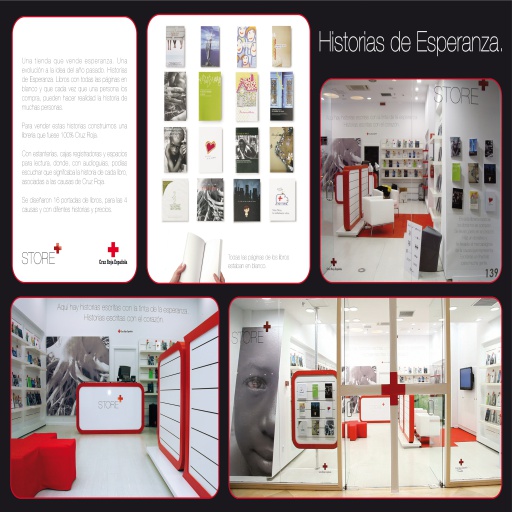 Historias de Esperanza.
Una tienda que vende esperanza. Una
evolución a la idea del año pasado: Historias
de Esperanza. Libros con todas las páginas en
blanco y que cada vez que una persona los
compra, pueden hacer realidad la historia de
muchas personas.
Para vender estas historias construimos una
librería que fuese 100% Cruz Roja.
Con estanterías, cajas registradoras y espacios
para lectura, donde, con audioguías, podías
escuchar que significaba la historia de cada libro,
asociadas a las causas de Cruz Roja.
Se diseñaron 16 portadas de libros, para las 4
causas y con diferentes historias y precios.
STORE
Cruz Roja Española
Todas las páginas de los libros
estaban en blanco.
STORE
139
Aquí hay historias escritas con la tinta de la esperanza.
Historias escritas con el corazón.
STORE
STORE